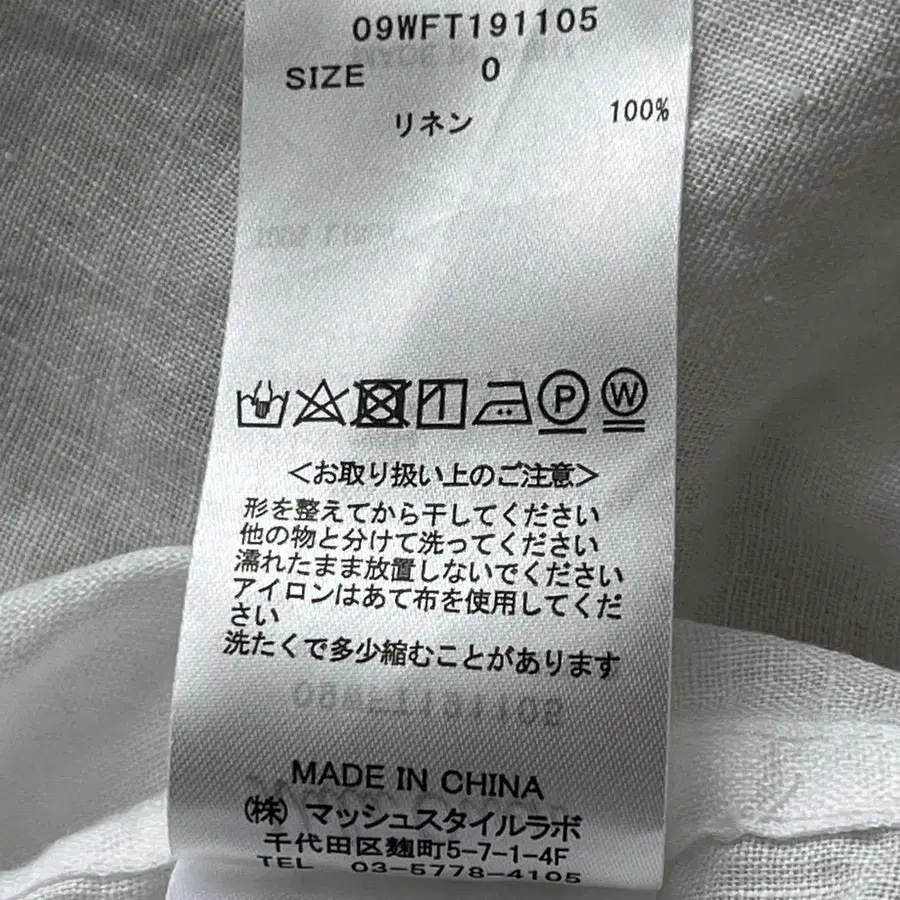 09WFT191105
SIZE 0
リネン 100%
P W
<お取り扱い上のご注意>
形を整えてから干してください
他の物と分けて洗ってください
濡れたまま放置しないでください
アイロンはあて布を使用してくだ
さい
洗たくで多少縮むことがあります
MADE IN CHINA
(株)マッシュスタイルラボ
千代田区麹町5-7-1-4F
TEL 03-5778-4105